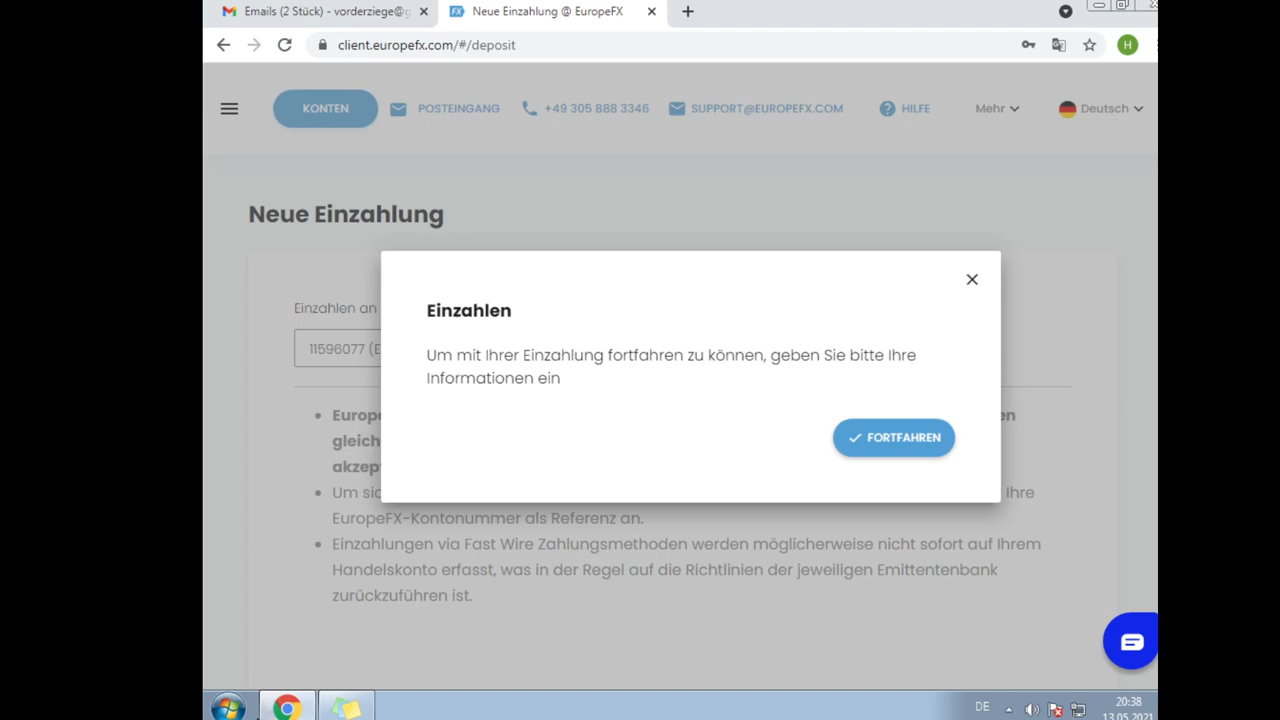 Emails (2 Stück) - vorderziege@g
Neue Einzahlung @ EuropeFX
client.europefx.com/#/deposit
H
KONTEN
POSTEINGANG
+49 305 888 3346
SUPPORT@EUROPEFX.COM
HILFE
Mehr
Deutsch
Neue Einzahlung
Einzahlen an
11596077 (E
Einzahlen
Um mit Ihrer Einzahlung fortfahren zu können, geben Sie bitte Ihre
Informationen ein
FORTFAHREN
Europe
en
gleich
akzep
Um sic
Ihre
EuropeFX-Kontonummer als Referenz an.
Einzahlungen via Fast Wire Zahlungsmethoden werden möglicherweise nicht sofort auf Ihrem
Handelskonto erfasst, was in der Regel auf die Richtlinien der jeweiligen Emittentenbank
zurückzuführen ist.
DE
20:38
13.05.2021